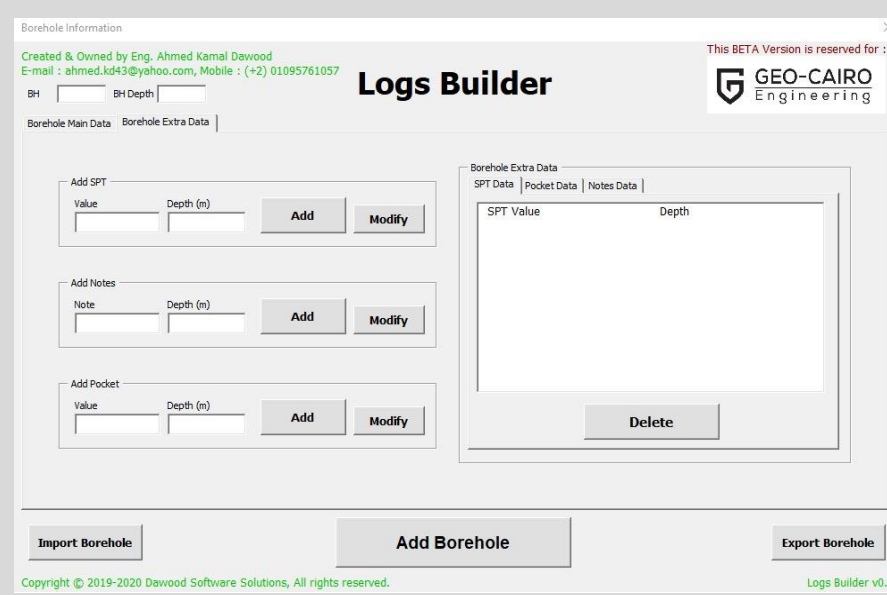 Borehole Information
Created & Owned by Eng. Ahmed Kamal Dawood
E-mail : ahmed.kd43@yahoo.com, Mobile : (+2) 01095761057
This BETA Version is reserved for :
Logs Builder
GEO-CAIRO
Engineering
BH BH Depth
Borehole Main Data Borehole Extra Data
Add SPT
Value Depth (m)
Add Modify
Add Notes
Note Depth (m)
Add Modify
Add Pocket
Value Depth (m)
Add Modify
Borehole Extra Data
SPT Data Pocket Data Notes Data
SPT Value Depth
Delete
Import Borehole Add Borehole Export Borehole
Copyright © 2019-2020 Dawood Software Solutions, All rights reserved. Logs Builder v0.